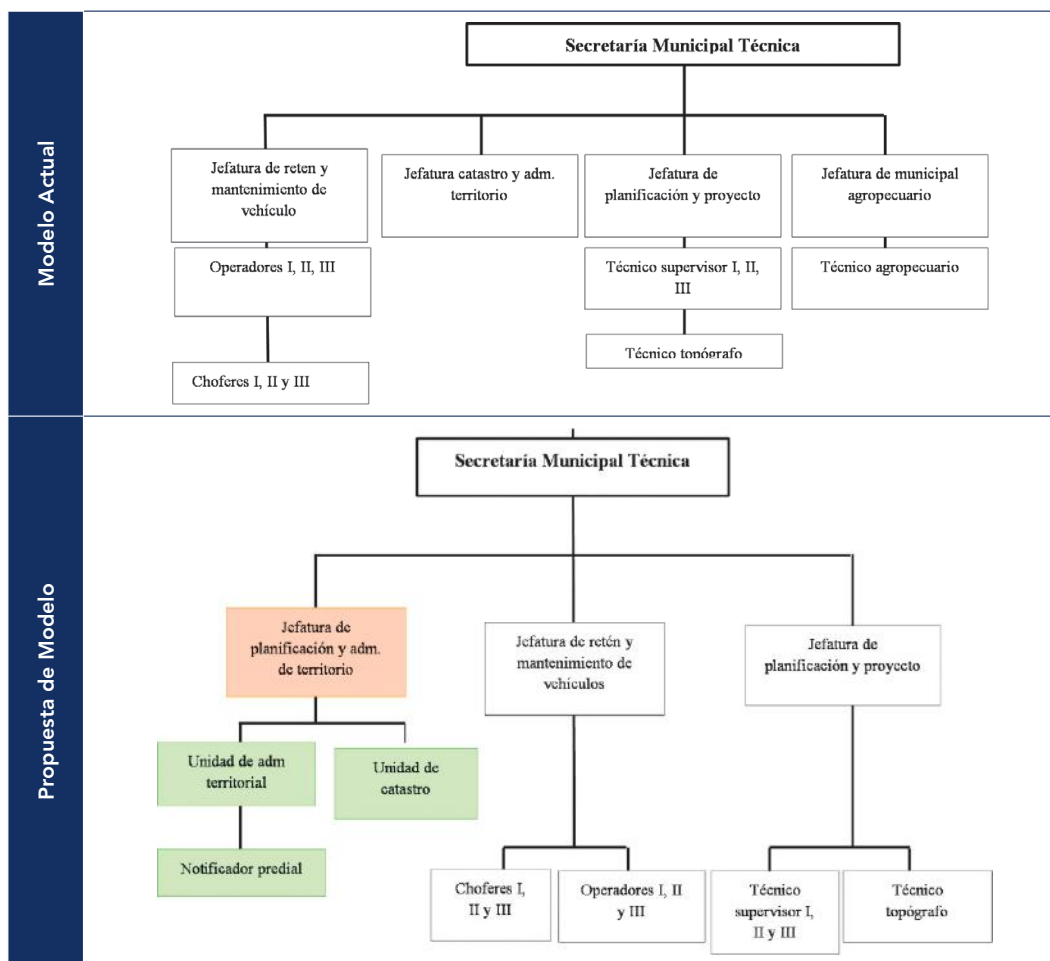 Modelo Actual
Secretaría Municipal Técnica
Jefatura de reten y
mantenimiento de
vehículo
Jefatura catastro y adm.
territorio
Jefatura de
planificación y proyecto
Jefatura de municipal
agropecuario
Operadores I, II, III
Técnico supervisor I, II,
III
Técnico agropecuario
Técnico topógrafo
Choferes I, II y III
Propuesta de Modelo
Secretaría Municipal Técnica
Jefatura de
planificación y adm.
de territorio
Jefatura de retén y
mantenimiento de
vehículos
Jefatura de
planificación y proyecto
Unidad de adm
territorial
Unidad de
catastro
Notificador predial
Choferes I,
II y III
Operadores I, II
y III
Técnico
supervisor I,
II y III
Técnico
topógrafo